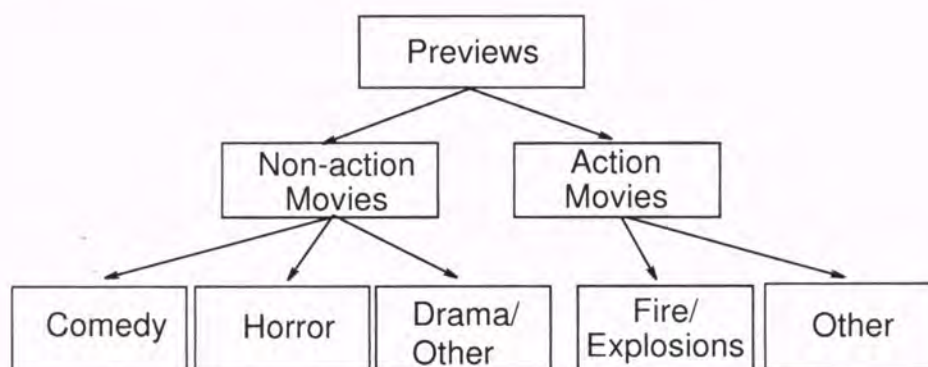 Previews
Non-action
Movies
Action
Movies
Comedy
Horror
Drama/
Other
Fire/
Explosions
Other